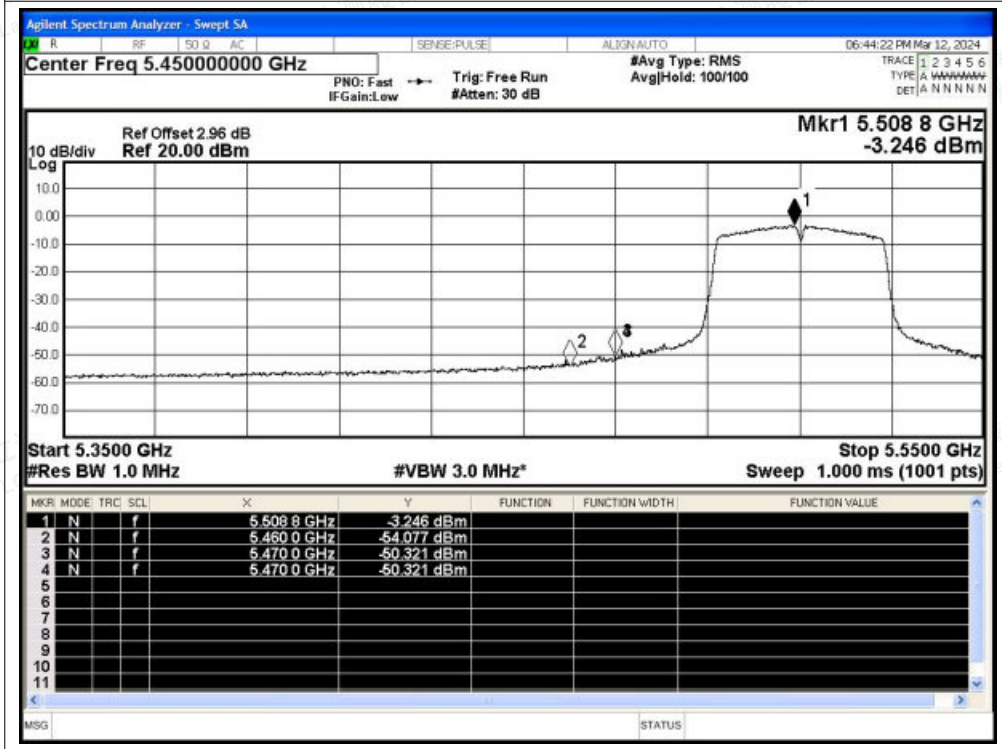 Agilent Spectrum Analyzer - Swept SA
LXI R RF 50 Ω AC SENSE:PULSE ALIGN AUTO 06:44:22 PM Mar 12, 2024
Center Freq 5.450000000 GHz #Avg Type: RMS TRACE 1 2 3 4 5 6
PNO: Fast Trig: Free Run Avg|Hold: 100/100 TYPE A WWWWW
IFGain:Low #Atten: 30 dB DET A N N N N N
Mkr1 5.508 8 GHz
Ref Offset 2.96 dB
10 dB/div Ref 20.00 dBm -3.246 dBm
Log
10.0
1
0.00
-10.0
-20.0
-30.0
-40.0
2
-50.0
-60.0
-70.0
Start 5.3500 GHz Stop 5.5500 GHz
#Res BW 1.0 MHz #VBW 3.0 MHz* Sweep 1.000 ms (1001 pts)
MKR MODE TRC SCL X Y FUNCTION FUNCTION WIDTH FUNCTION VALUE
1 N f 5.508 8 GHz -3.246 dBm
2 N f 5.460 0 GHz -54.077 dBm
3 N f 5.470 0 GHz -50.321 dBm
4 N f 5.470 0 GHz -50.321 dBm
5
6
7
8
9
10
11
MSG STATUS